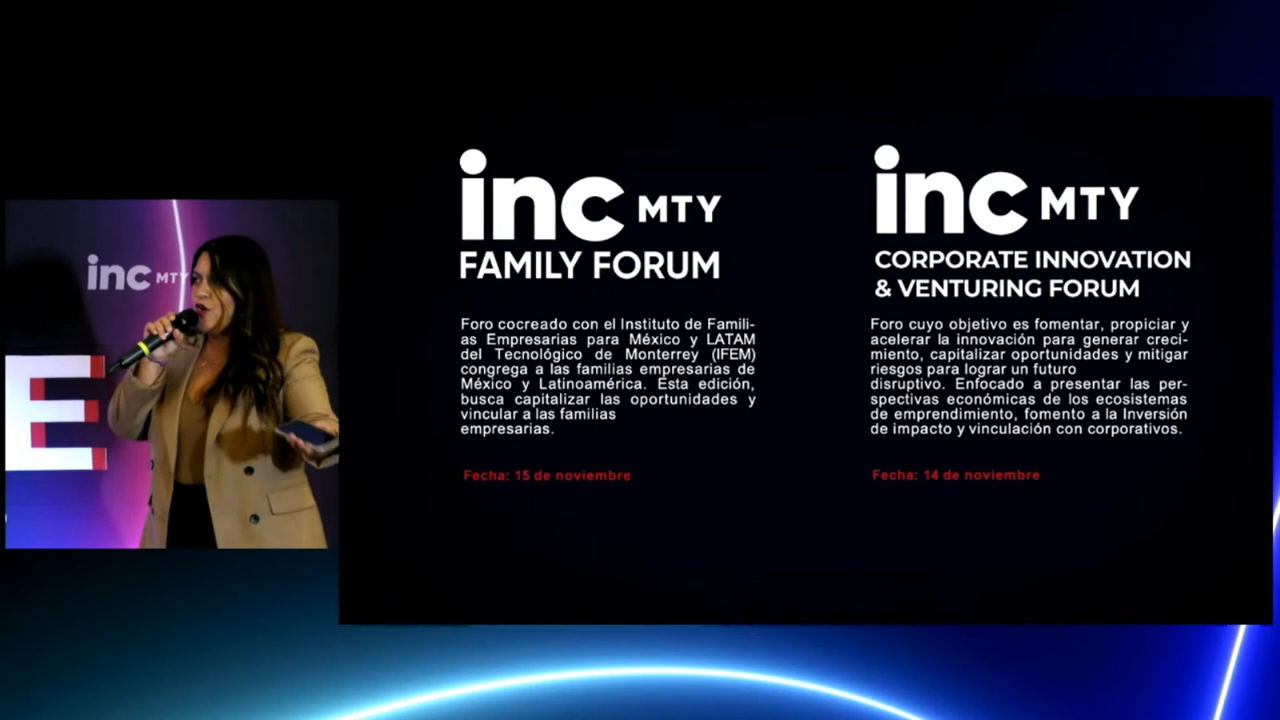 inc MTY
E
inc MTY
FAMILY FORUM
Foro cocreado con el Instituto de Famili-
as Empresarias para México y LATAM
del Tecnológico de Monterrey (IFEM)
congrega a las familias empresarias de
México y Latinoamérica. Esta edición,
busca capitalizar las oportunidades y
vincular a las familias
empresarias.
Fecha: 15 de noviembre
inc MTY
CORPORATE INNOVATION
& VENTURING FORUM
Foro cuyo objetivo es fomentar, propiciar y
acelerar la innovación para generar creci-
miento, capitalizar oportunidades y mitigar
riesgos para lograr un futuro
disruptivo. Enfocado a presentar las per-
spectivas económicas de los ecosistemas
de emprendimiento, fomento a la Inversión
de impacto y vinculación con corporativos.
Fecha: 14 de noviembre